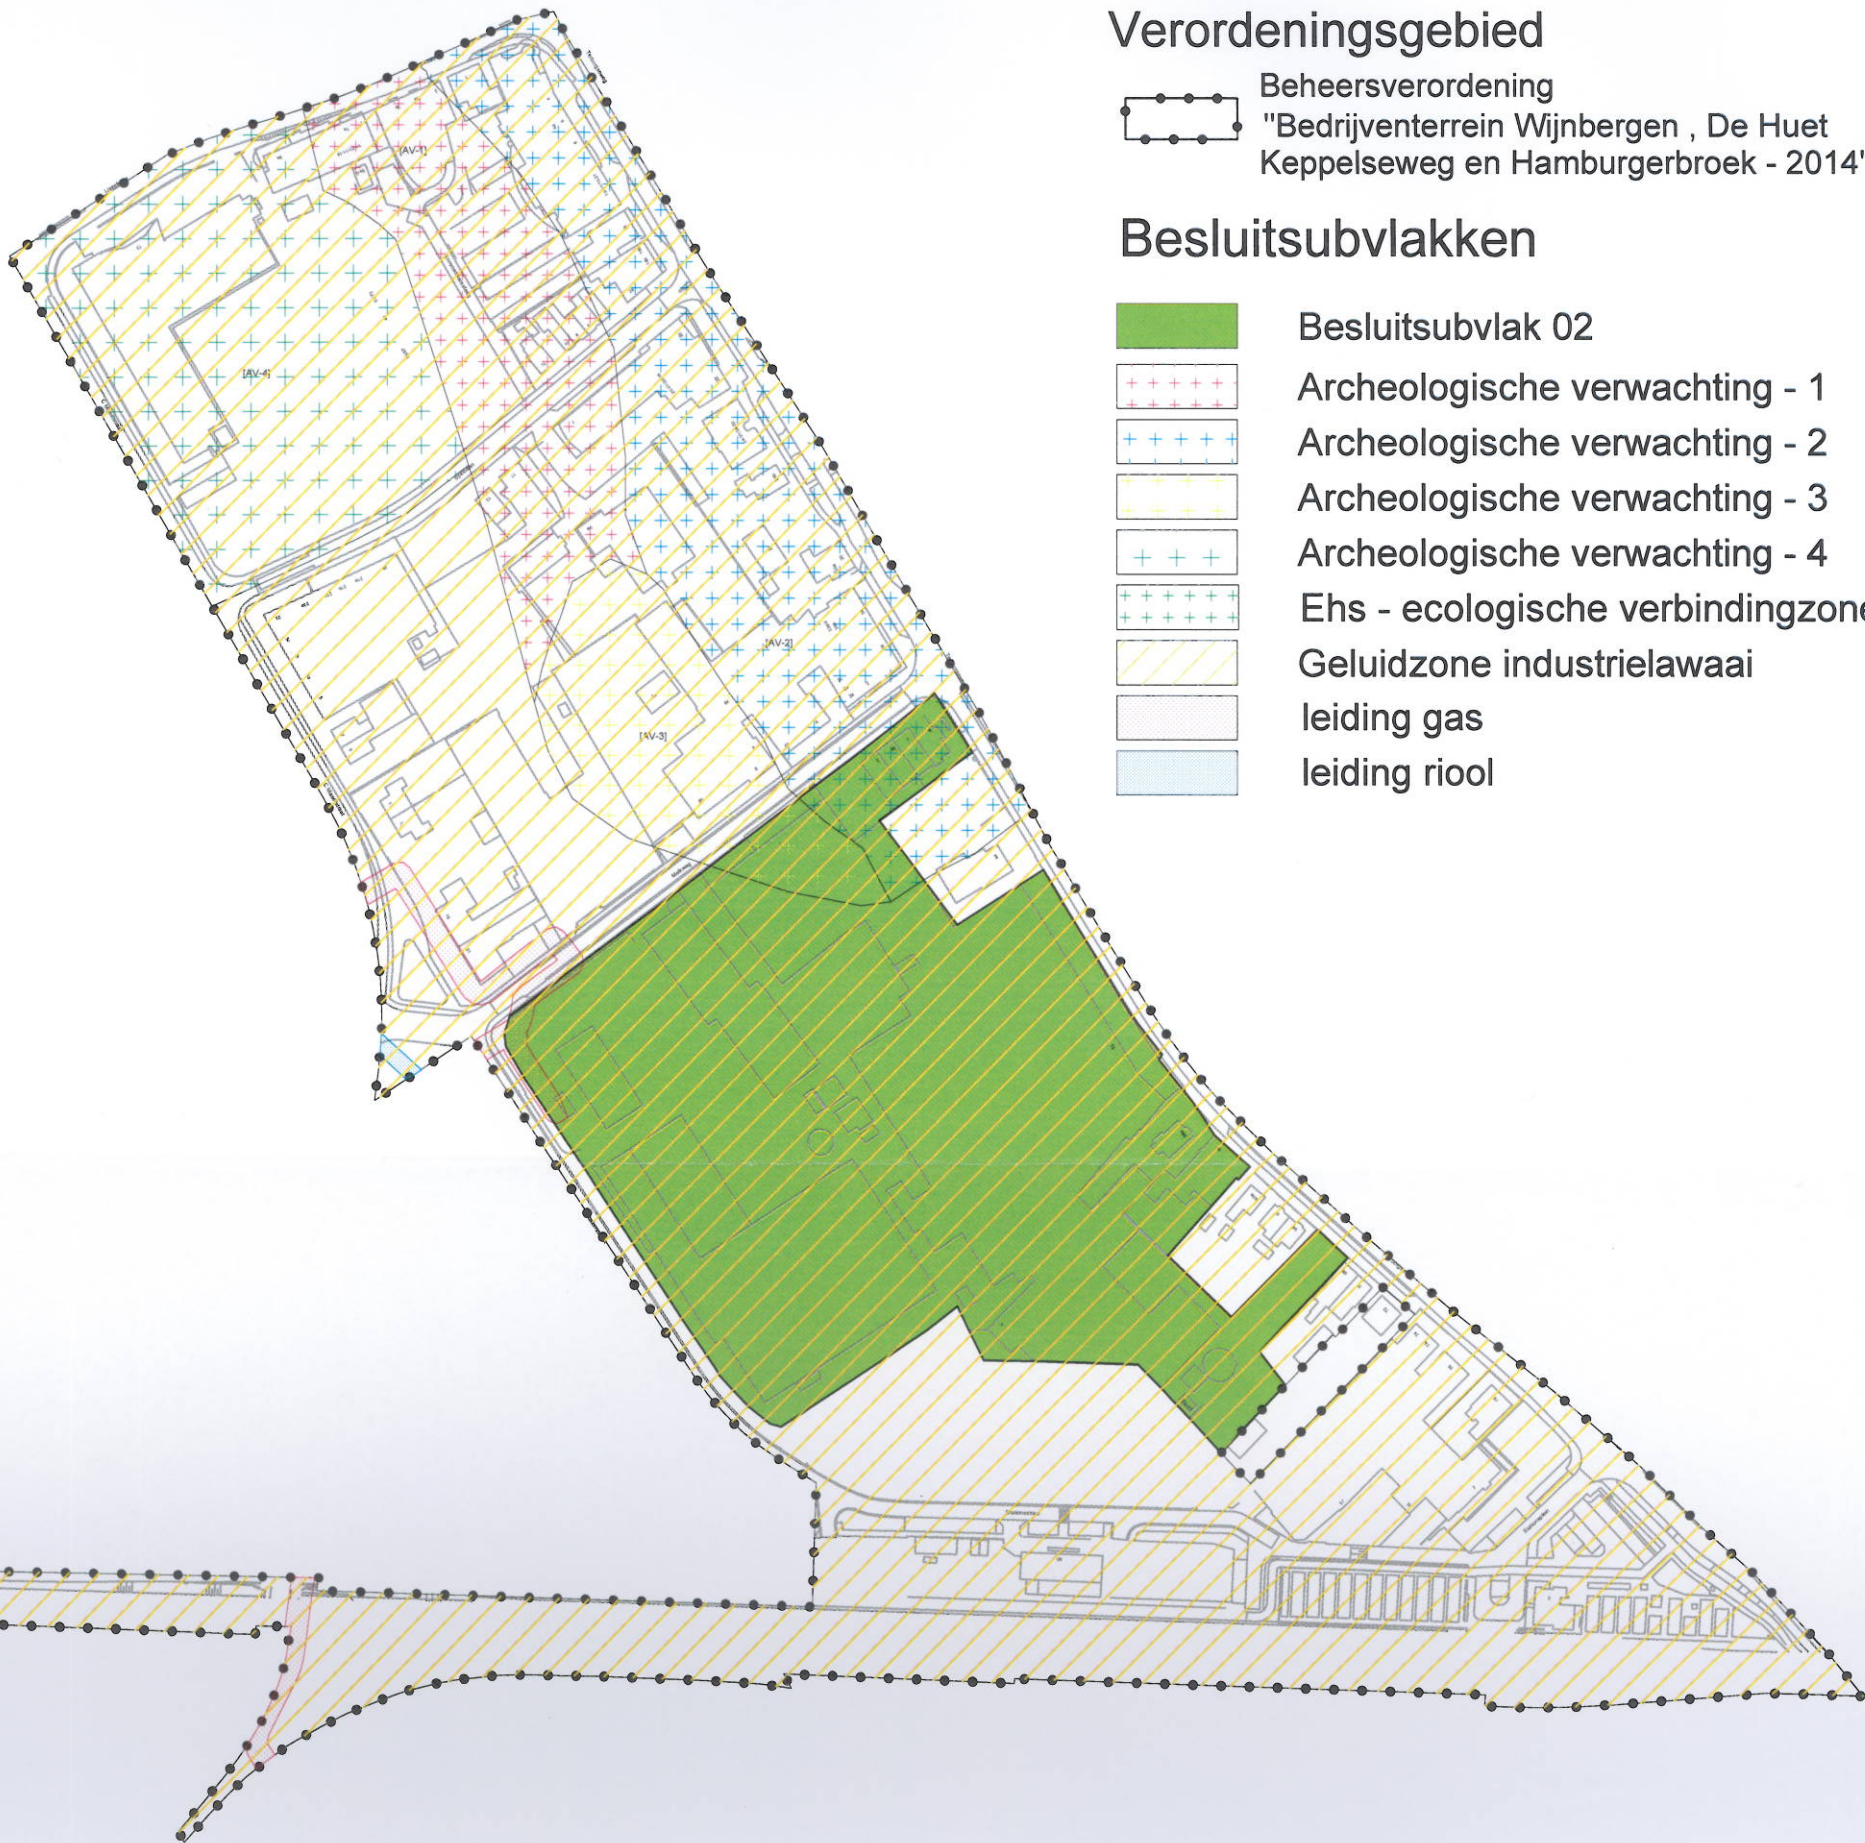 Verordeningsgebied
Beheersverordening
"Bedrijventerrein Wijnbergen , De Huet
Keppelseweg en Hamburgerbroek - 2014"
Besluitsubvlakken
Besluitsubvlak 02
Archeologische verwachting - 1
Archeologische verwachting - 2
Archeologische verwachting - 3
Archeologische verwachting - 4
Ehs - ecologische verbindingzone
Geluidzone industrielawaai
leiding gas
leiding riool
[AV-1]
[AV-4]
[AV-2]
[AV-3]